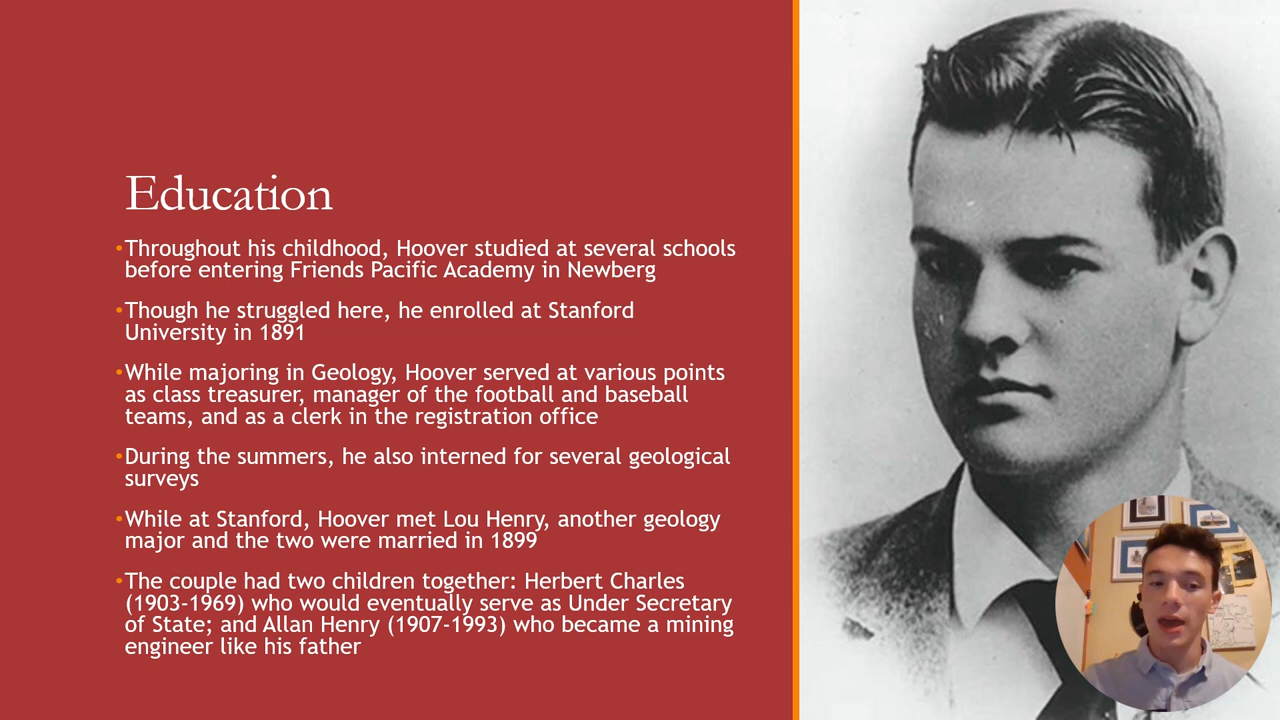 Education
•Throughout his childhood, Hoover studied at several schools
before entering Friends Pacific Academy in Newberg
•Though he struggled here, he enrolled at Stanford
University in 1891
•While majoring in Geology, Hoover served at various points
as class treasurer, manager of the football and baseball
teams, and as a clerk in the registration office
•During the summers, he also interned for several geological
surveys
•While at Stanford, Hoover met Lou Henry, another geology
major and the two were married in 1899
•The couple had two children together: Herbert Charles
(1903-1969) who would eventually serve as Under Secretary
of State; and Allan Henry (1907-1993) who became a mining
engineer like his father